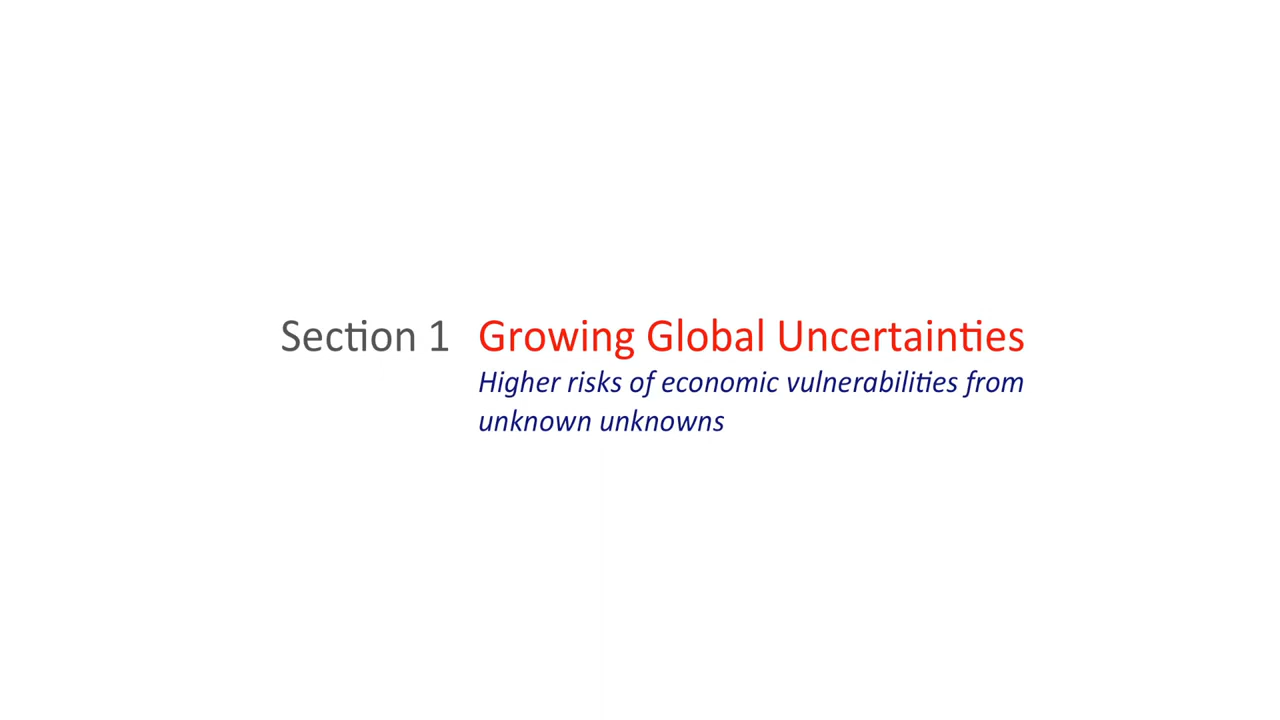 Section 1 Growing Global Uncertainties
Higher risks of economic vulnerabilities from
unknown unknowns